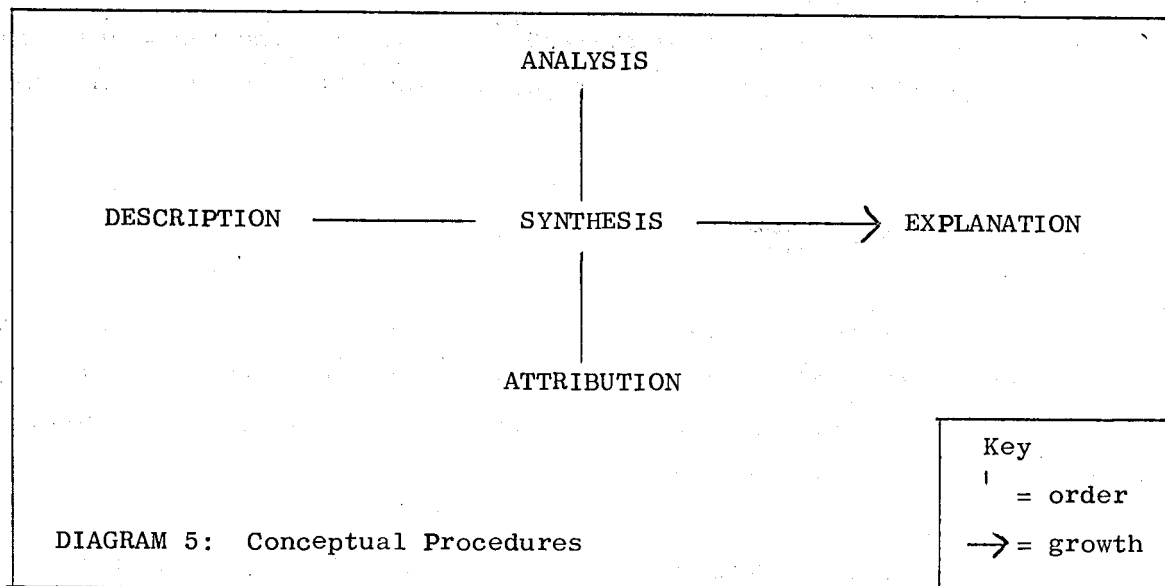 ANALYSIS
DESCRIPTION SYNTHESIS EXPLANATION
ATTRIBUTION
Key
= order
= growth
DIAGRAM 5: Conceptual Procedures